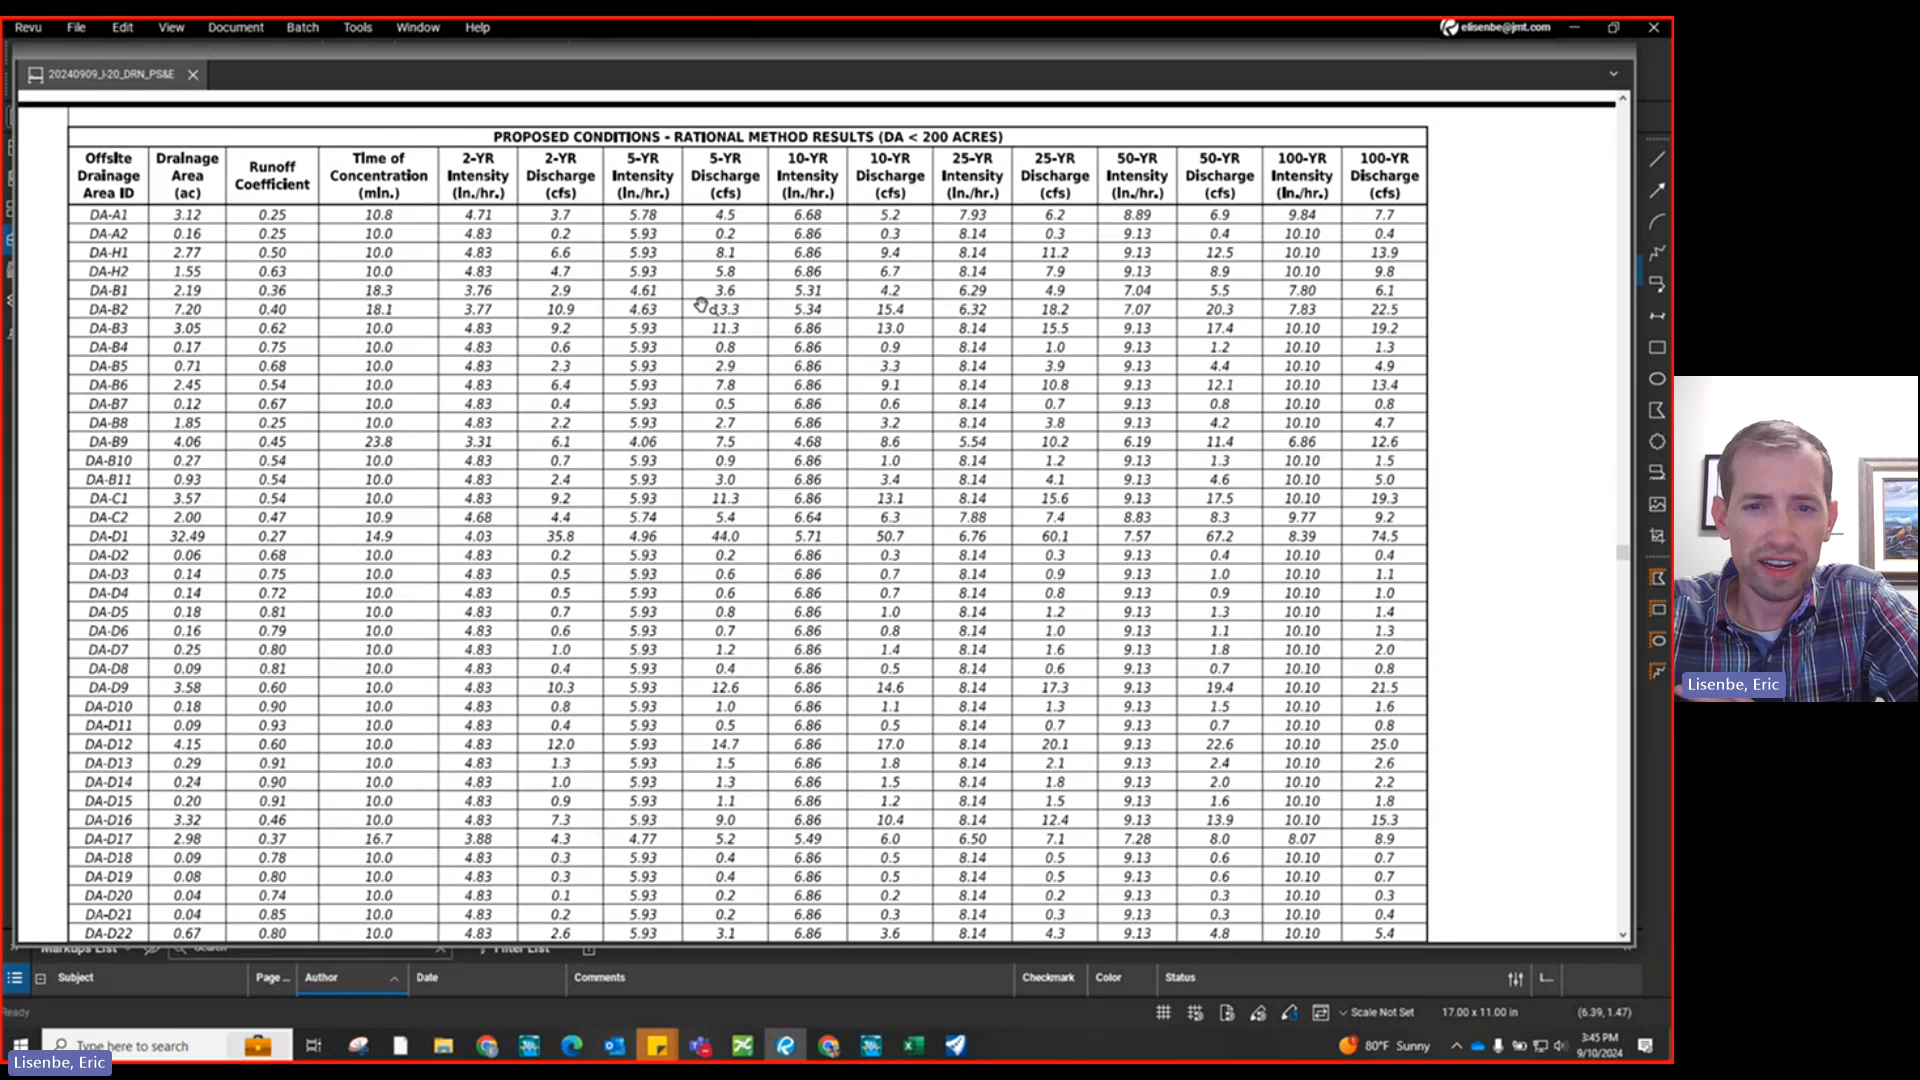 Revu File Edit View Document Batch Tools Window Help elisenbe@jmt.com
20240909_I-20_DRN_PS&E
PROPOSED CONDITIONS - RATIONAL METHOD RESULTS (DA < 200 ACRES)
Offsite Drainage Area ID Drainage Area (ac) Runoff Coefficient Time of Concentration (min.) 2-YR Intensity (in./hr.) 2-YR Discharge (cfs) 5-YR Intensity (in./hr.) 5-YR Discharge (cfs) 10-YR Intensity (in./hr.) 10-YR Discharge (cfs) 25-YR Intensity (in./hr.) 25-YR Discharge (cfs) 50-YR Intensity (in./hr.) 50-YR Discharge (cfs) 100-YR Intensity (in./hr.) 100-YR Discharge (cfs)
DA-A1 3.12 0.25 10.8 4.71 3.7 5.78 4.5 6.68 5.2 7.93 6.2 8.89 6.9 9.84 7.7
DA-A2 0.16 0.25 10.0 4.83 0.2 5.93 0.2 6.86 0.3 8.14 0.3 9.13 0.4 10.10 0.4
DA-H1 2.77 0.50 10.0 4.83 6.6 5.93 8.1 6.86 9.4 8.14 11.2 9.13 12.5 10.10 13.9
DA-H2 1.55 0.63 10.0 4.83 4.7 5.93 5.8 6.86 6.7 8.14 7.9 9.13 8.9 10.10 9.8
DA-B1 2.19 0.36 18.3 3.76 2.9 4.61 3.6 5.31 4.2 6.29 4.9 7.04 5.5 7.80 6.1
DA-B2 7.20 0.40 18.1 3.77 10.9 4.63 13.3 5.34 15.4 6.32 18.2 7.07 20.3 7.83 22.5
DA-B3 3.05 0.62 10.0 4.83 9.2 5.93 11.3 6.86 13.0 8.14 15.5 9.13 17.4 10.10 19.2
DA-B4 0.17 0.75 10.0 4.83 0.6 5.93 0.8 6.86 0.9 8.14 1.0 9.13 1.2 10.10 1.3
DA-B5 0.71 0.68 10.0 4.83 2.3 5.93 2.9 6.86 3.3 8.14 3.9 9.13 4.4 10.10 4.9
DA-B6 2.45 0.54 10.0 4.83 6.4 5.93 7.8 6.86 9.1 8.14 10.8 9.13 12.1 10.10 13.4
DA-B7 0.12 0.67 10.0 4.83 0.4 5.93 0.5 6.86 0.6 8.14 0.7 9.13 0.8 10.10 0.8
DA-B8 1.85 0.25 10.0 4.83 2.2 5.93 2.7 6.86 3.2 8.14 3.8 9.13 4.2 10.10 4.7
DA-B9 4.06 0.45 23.8 3.31 6.1 4.06 7.5 4.68 8.6 5.54 10.2 6.19 11.4 6.86 12.6
DA-B10 0.27 0.54 10.0 4.83 0.7 5.93 0.9 6.86 1.0 8.14 1.2 9.13 1.3 10.10 1.5
DA-B11 0.93 0.54 10.0 4.83 2.4 5.93 3.0 6.86 3.4 8.14 4.1 9.13 4.6 10.10 5.0
DA-C1 3.57 0.54 10.0 4.83 9.2 5.93 11.3 6.86 13.1 8.14 15.6 9.13 17.5 10.10 19.3
DA-C2 2.00 0.47 10.9 4.68 4.4 5.74 5.4 6.64 6.3 7.88 7.4 8.83 8.3 9.77 9.2
DA-D1 32.49 0.27 14.9 4.03 35.8 4.96 44.0 5.71 50.7 6.76 60.1 7.57 67.2 8.39 74.5
DA-D2 0.06 0.68 10.0 4.83 0.2 5.93 0.2 6.86 0.3 8.14 0.3 9.13 0.4 10.10 0.4
DA-D3 0.14 0.75 10.0 4.83 0.5 5.93 0.6 6.86 0.7 8.14 0.9 9.13 1.0 10.10 1.1
DA-D4 0.14 0.72 10.0 4.83 0.5 5.93 0.6 6.86 0.7 8.14 0.8 9.13 0.9 10.10 1.0
DA-D5 0.18 0.81 10.0 4.83 0.7 5.93 0.8 6.86 1.0 8.14 1.2 9.13 1.3 10.10 1.4
DA-D6 0.16 0.79 10.0 4.83 0.6 5.93 0.7 6.86 0.8 8.14 1.0 9.13 1.1 10.10 1.3
DA-D7 0.25 0.80 10.0 4.83 1.0 5.93 1.2 6.86 1.4 8.14 1.6 9.13 1.8 10.10 2.0
DA-D8 0.09 0.81 10.0 4.83 0.4 5.93 0.4 6.86 0.5 8.14 0.6 9.13 0.7 10.10 0.8
DA-D9 3.58 0.60 10.0 4.83 10.3 5.93 12.6 6.86 14.6 8.14 17.3 9.13 19.4 10.10 21.5
DA-D10 0.18 0.90 10.0 4.83 0.8 5.93 1.0 6.86 1.1 8.14 1.3 9.13 1.5 10.10 1.6
DA-D11 0.09 0.93 10.0 4.83 0.4 5.93 0.5 6.86 0.5 8.14 0.7 9.13 0.7 10.10 0.8
DA-D12 4.15 0.60 10.0 4.83 12.0 5.93 14.7 6.86 17.0 8.14 20.1 9.13 22.6 10.10 25.0
DA-D13 0.29 0.91 10.0 4.83 1.3 5.93 1.5 6.86 1.8 8.14 2.1 9.13 2.4 10.10 2.6
DA-D14 0.24 0.90 10.0 4.83 1.0 5.93 1.3 6.86 1.5 8.14 1.8 9.13 2.0 10.10 2.2
DA-D15 0.20 0.91 10.0 4.83 0.9 5.93 1.1 6.86 1.2 8.14 1.5 9.13 1.6 10.10 1.8
DA-D16 3.32 0.46 10.0 4.83 7.3 5.93 9.0 6.86 10.4 8.14 12.4 9.13 13.9 10.10 15.3
DA-D17 2.98 0.37 16.7 3.88 4.3 4.77 5.2 5.49 6.0 6.50 7.1 7.28 8.0 8.07 8.9
DA-D18 0.09 0.78 10.0 4.83 0.3 5.93 0.4 6.86 0.5 8.14 0.5 9.13 0.6 10.10 0.7
DA-D19 0.08 0.80 10.0 4.83 0.3 5.93 0.4 6.86 0.5 8.14 0.5 9.13 0.6 10.10 0.7
DA-D20 0.04 0.74 10.0 4.83 0.1 5.93 0.2 6.86 0.2 8.14 0.2 9.13 0.3 10.10 0.3
DA-D21 0.04 0.85 10.0 4.83 0.2 5.93 0.2 6.86 0.3 8.14 0.3 9.13 0.3 10.10 0.4
DA-D22 0.67 0.80 10.0 4.83 2.6 5.93 3.1 6.86 3.6 8.14 4.3 9.13 4.8 10.10 5.4
Markups List Search Filter List
Subject Page ... Author Date Comments Checkmark Color Status L...
Ready Scale Not Set 17.00 x 11.00 in (6.39, 1.47)
Type here to search 80°F Sunny 3:45 PM
9/10/2024
Lisenbe, Eric
Lisenbe, Eric